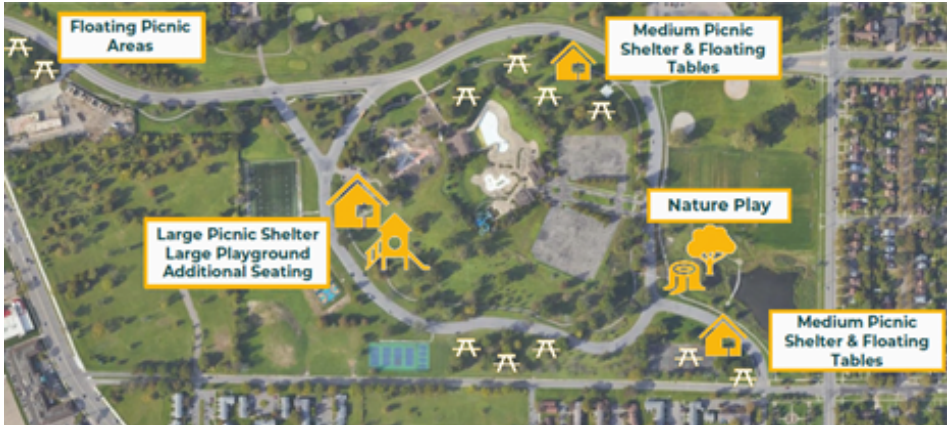 Floating Picnic
Areas
Medium Picnic
Shelter & Floating
Tables
Nature Play
Large Picnic Shelter
Large Playground
Additional Seating
Medium Picnic
Shelter & Floating
Tables